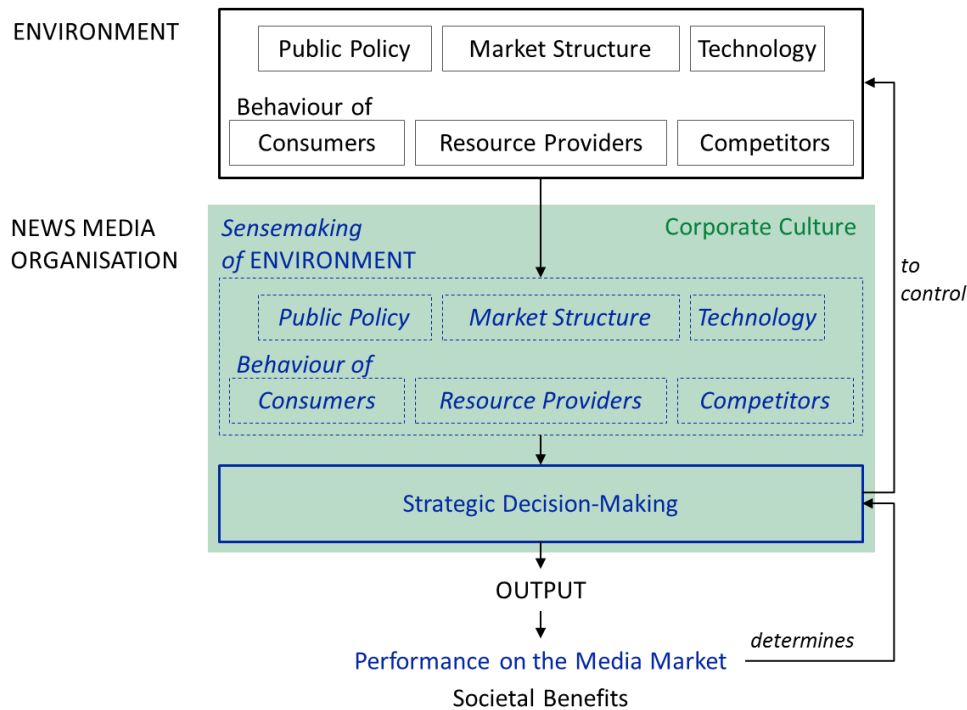 ENVIRONMENT
Public Policy
Market Structure
Technology
Behaviour of
Consumers
Resource Providers
Competitors
NEWS MEDIA
ORGANISATION
Sensemaking
of ENVIRONMENT
Corporate Culture
to
control
Public Policy
Market Structure
Technology
Behaviour of
Consumers
Resource Providers
Competitors
Strategic Decision-Making
OUTPUT
determines
Performance on the Media Market
Societal Benefits